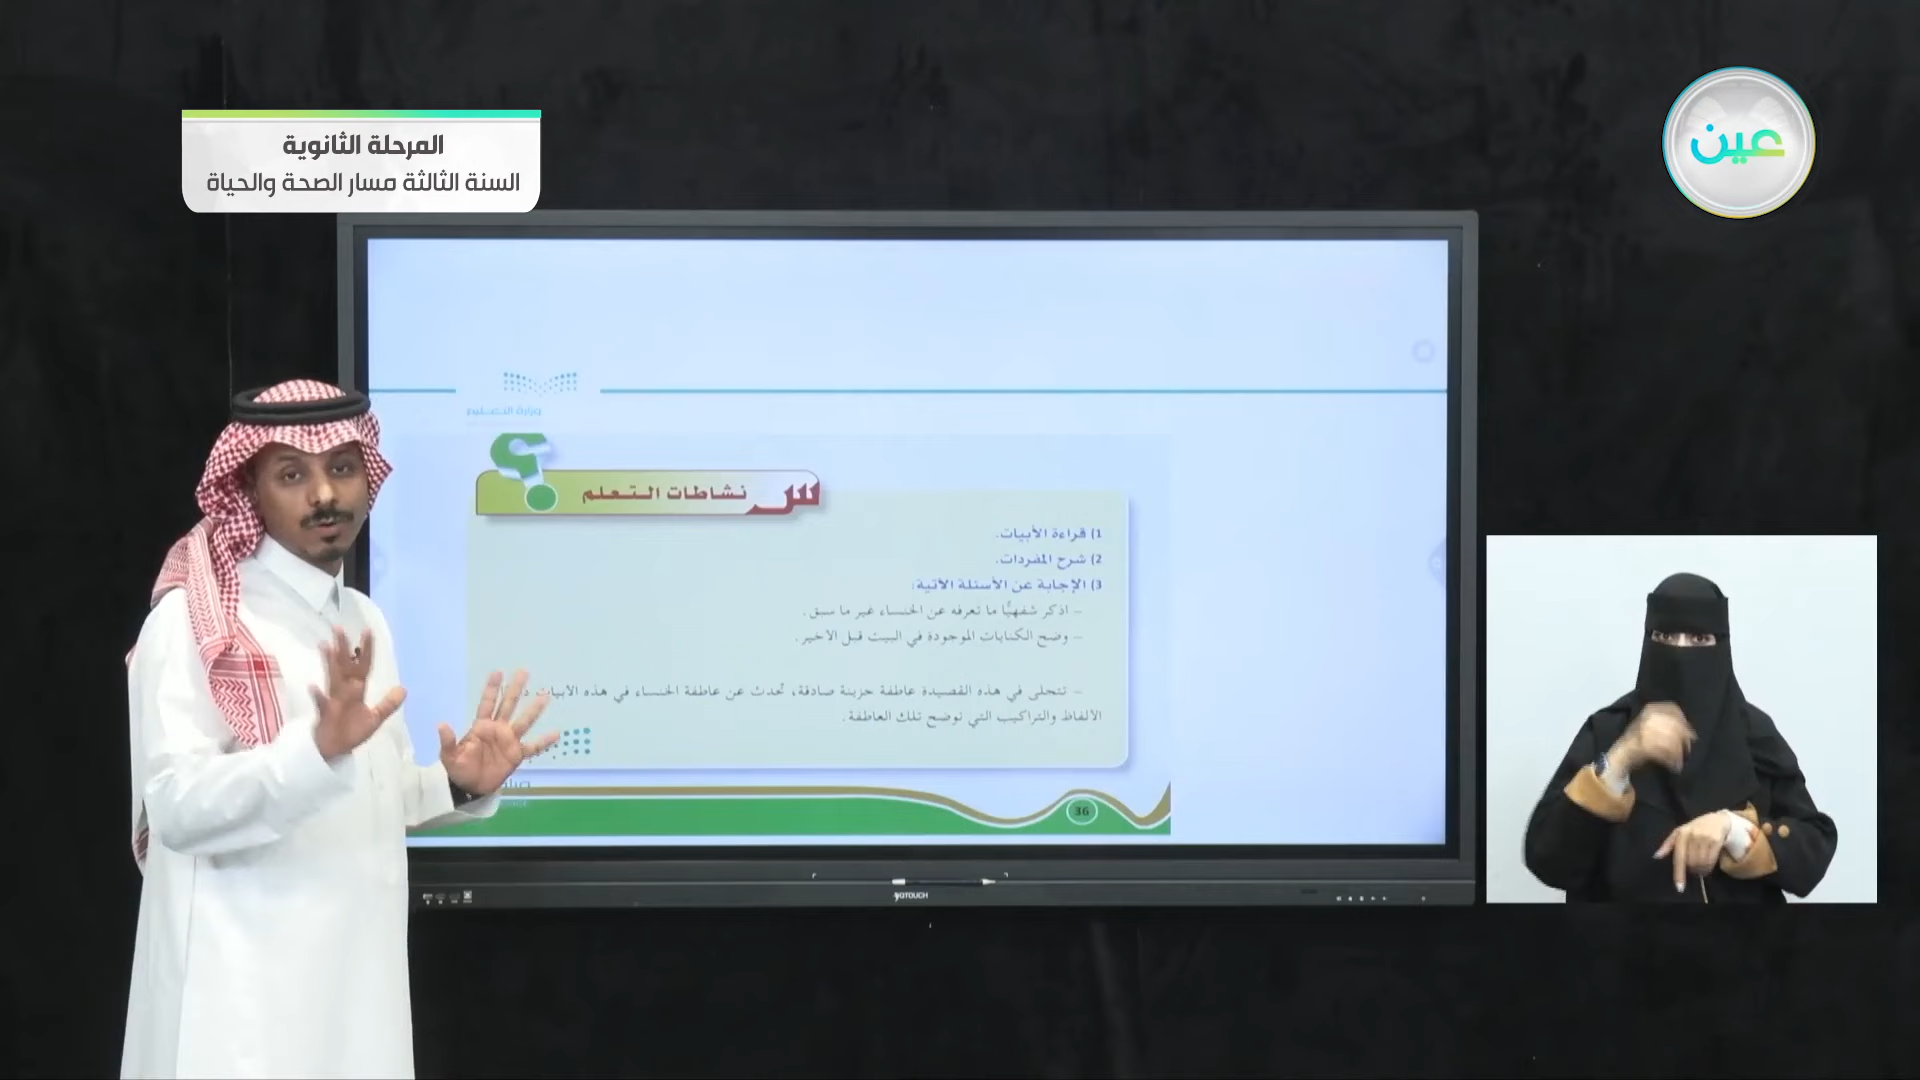 المرحلة الثانوية
السنة الثالثة مسار الصحة والحياة
عين
وزارة التعليم
س نشاطات التعلم ؟
1) قراءة الأبيات.
2) شرح المفردات.
3) الإجابة عن الأسئلة الآتية:
– اذكر شفهيًّا ما تعرفه عن الخنساء غير ما سبق.
– وضح الكنايات الموجودة في البيت قبل الأخير.
– تتجلى في هذه القصيدة عاطفة حزينة صادقة، تحدث عن عاطفة الخنساء في هذه الأبيات
الألفاظ والتراكيب التي توضح تلك العاطفة.
36
YOTOUCH